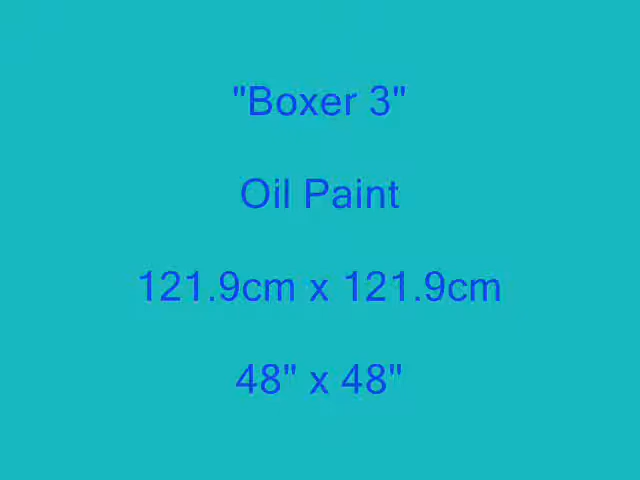 "Boxer 3"
Oil Paint
121.9cm x 121.9cm
48" x 48"